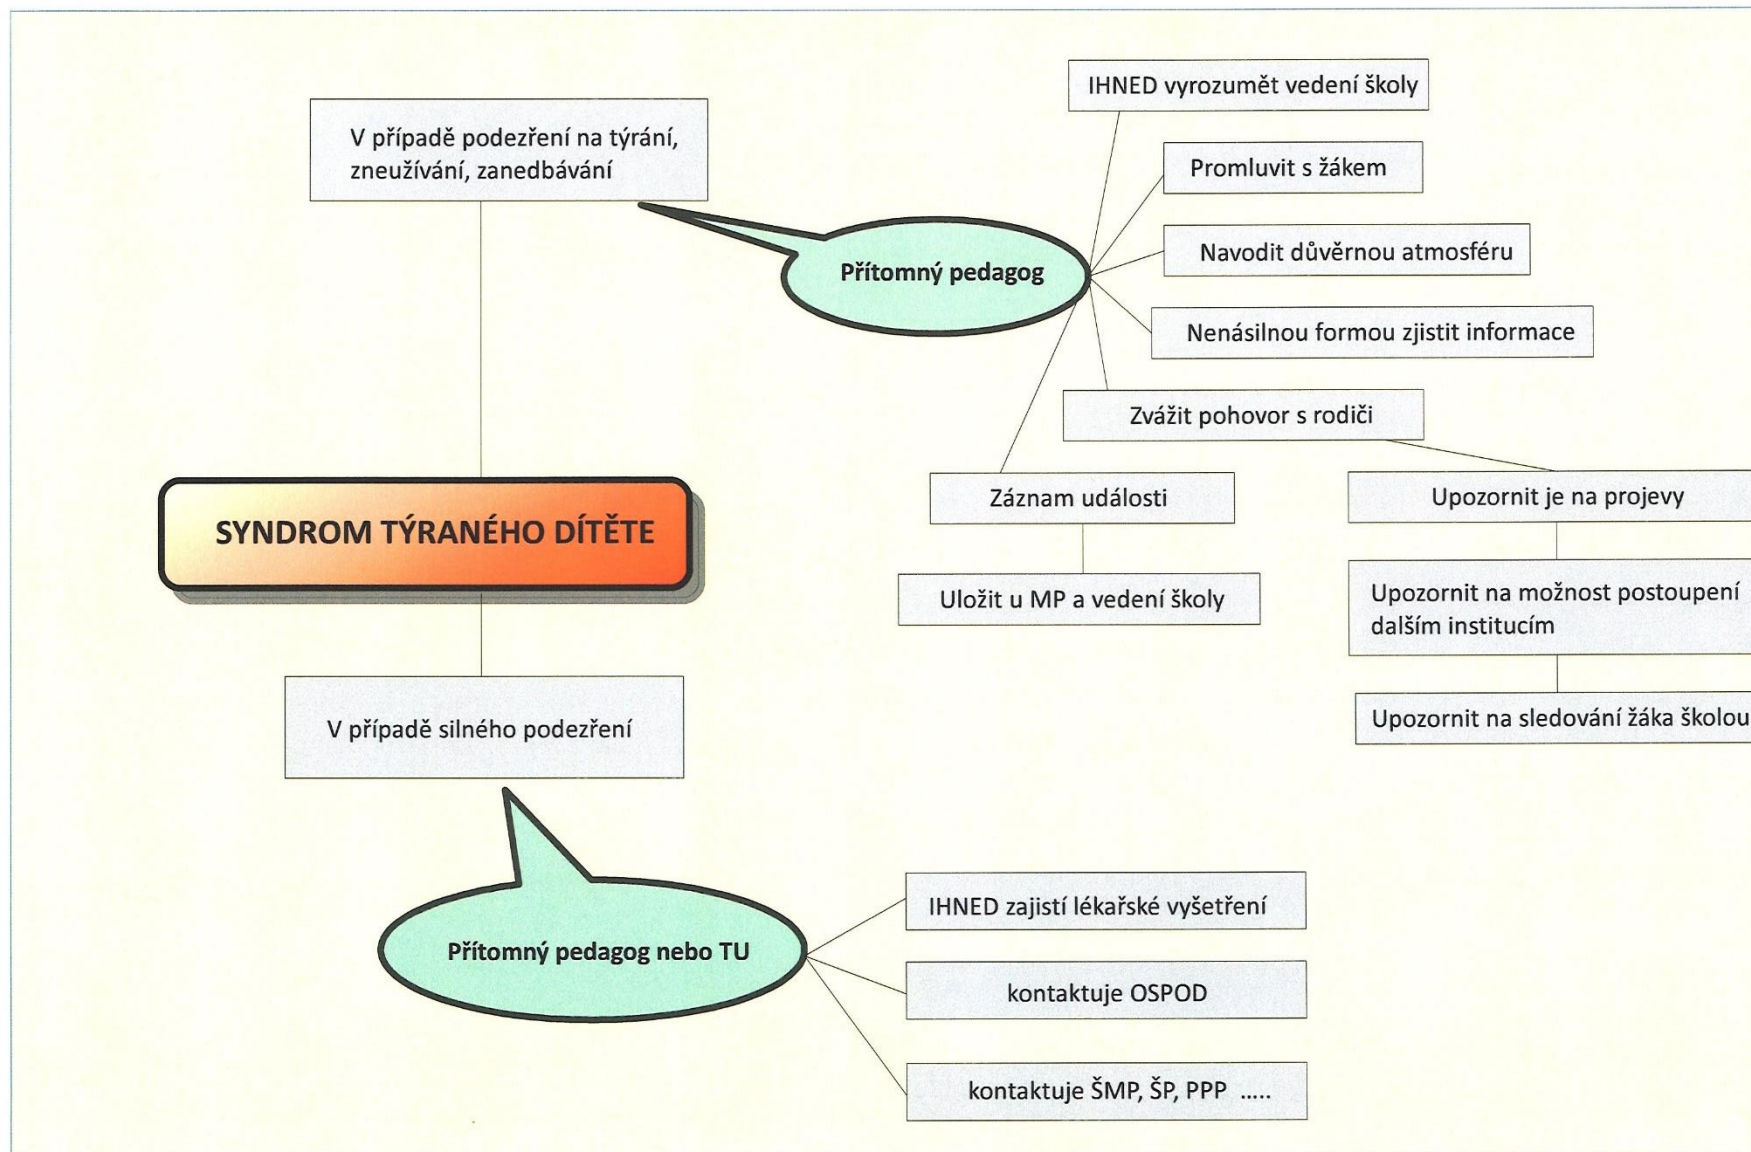 IHNED vyrozumět vedení školy
V případě podezření na týrání,
zneužívání, zanedbávání
Promluvit s žákem
Navodit důvěrnou atmosféru
Přítomný pedagog
Nenásilnou formou zjistit informace
Zvážit pohovor s rodiči
Záznam události
Upozornit je na projevy
SYNDROM TÝRANÉHO DÍTĚTE
Uložit u MP a vedení školy
Upozornit na možnost postoupení
dalším institucím
Upozornit na sledování žáka školou
V případě silného podezření
IHNED zajistí lékařské vyšetření
Přítomný pedagog nebo TU
kontaktuje OSPOD
kontaktuje ŠMP, ŠP, PPP .....